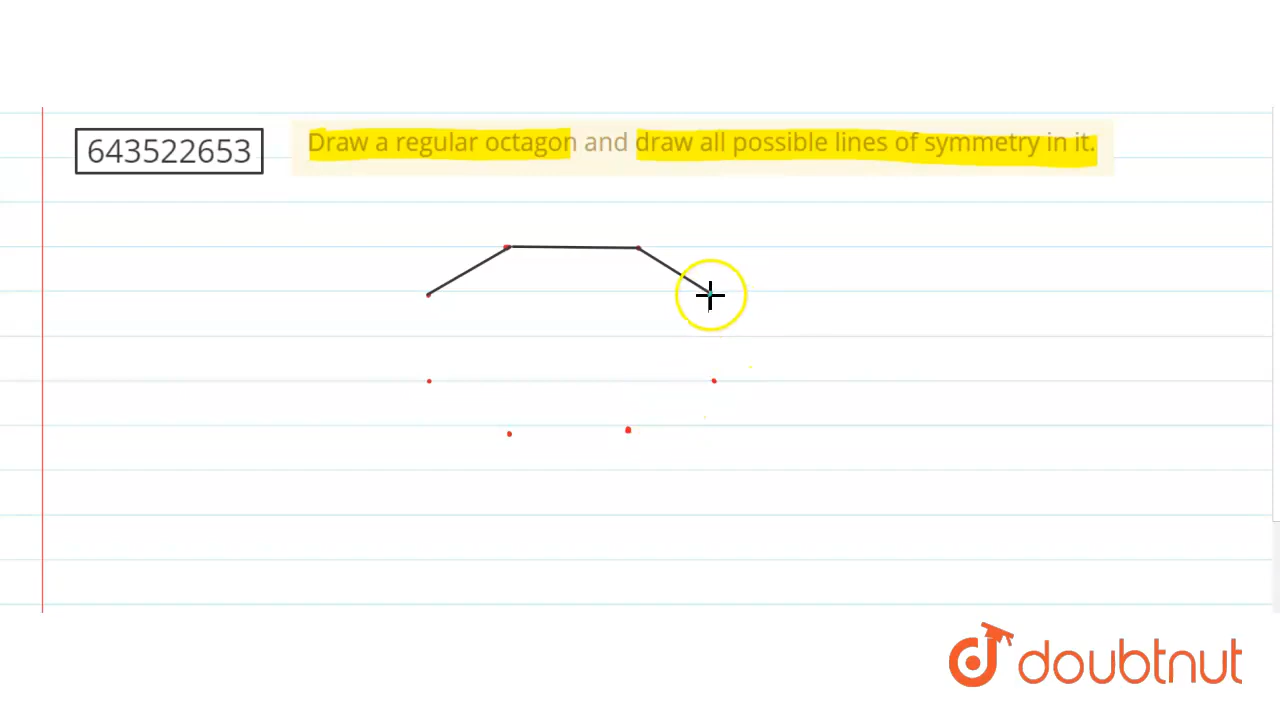 643522653
Draw a regular octagon and draw all possible lines of symmetry in it.
doubtnut